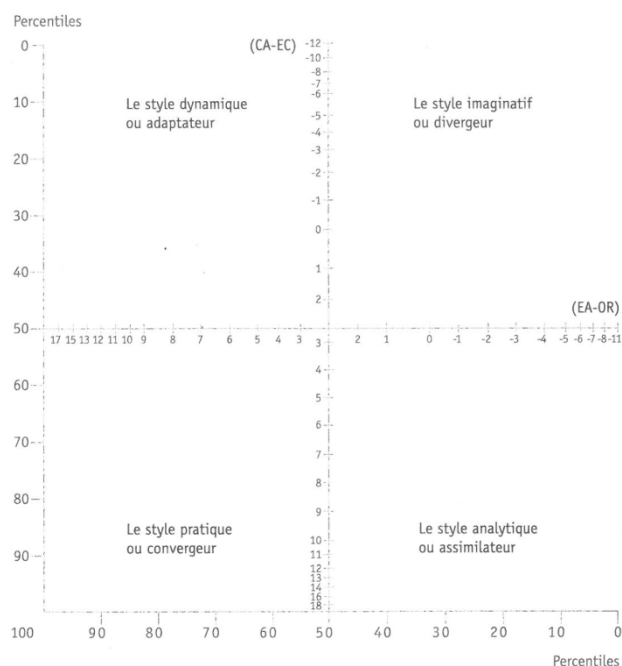 Percentiles
0
(CA-EC)
-12
-10
-8
-7
-6
10
Le style dynamique
ou adaptateur
Le style imaginatif
ou divergeur
-5
-4
-3
20
-2
-1
30
0
40
1
2
(EA-OR)
50
17 15 13 12 11 10 9 8 7 6 5 4 3 2 1 0 -1 -2 -3 -4 -5 -6 -7 -8 -11
3
4
60
5
6
70
7
8
80
9
Le style pratique
ou convergeur
Le style analytique
ou assimilateur
10
11
90
12
13
14
16
18
100 90 80 70 60 50 40 30 20 10 0
Percentiles